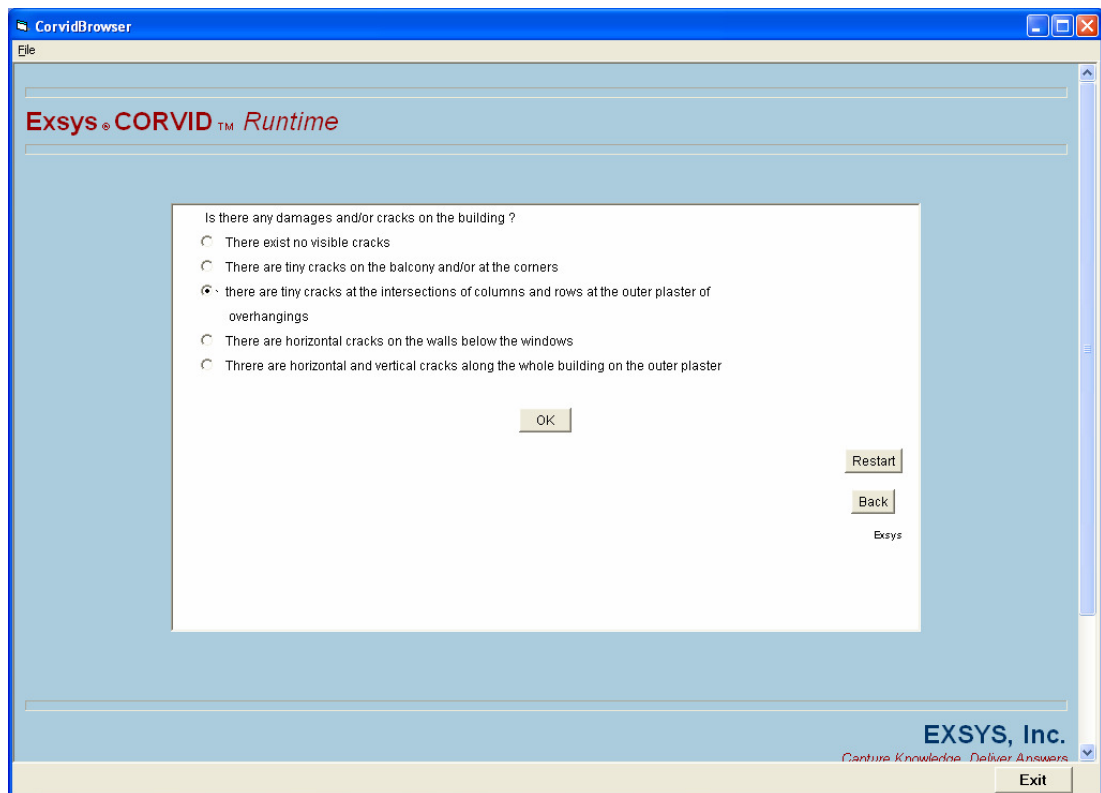 CorvidBrowser
File
Exsys ® CORVID TM Runtime
Is there any damages and/or cracks on the building ?
There exist no visible cracks
There are tiny cracks on the balcony and/or at the corners
there are tiny cracks at the intersections of columns and rows at the outer plaster of
overhangings
There are horizontal cracks on the walls below the windows
Threre are horizontal and vertical cracks along the whole building on the outer plaster
OK
Restart
Back
Exsys
EXSYS, Inc.
Capture Knowledge. Deliver Answers
Exit